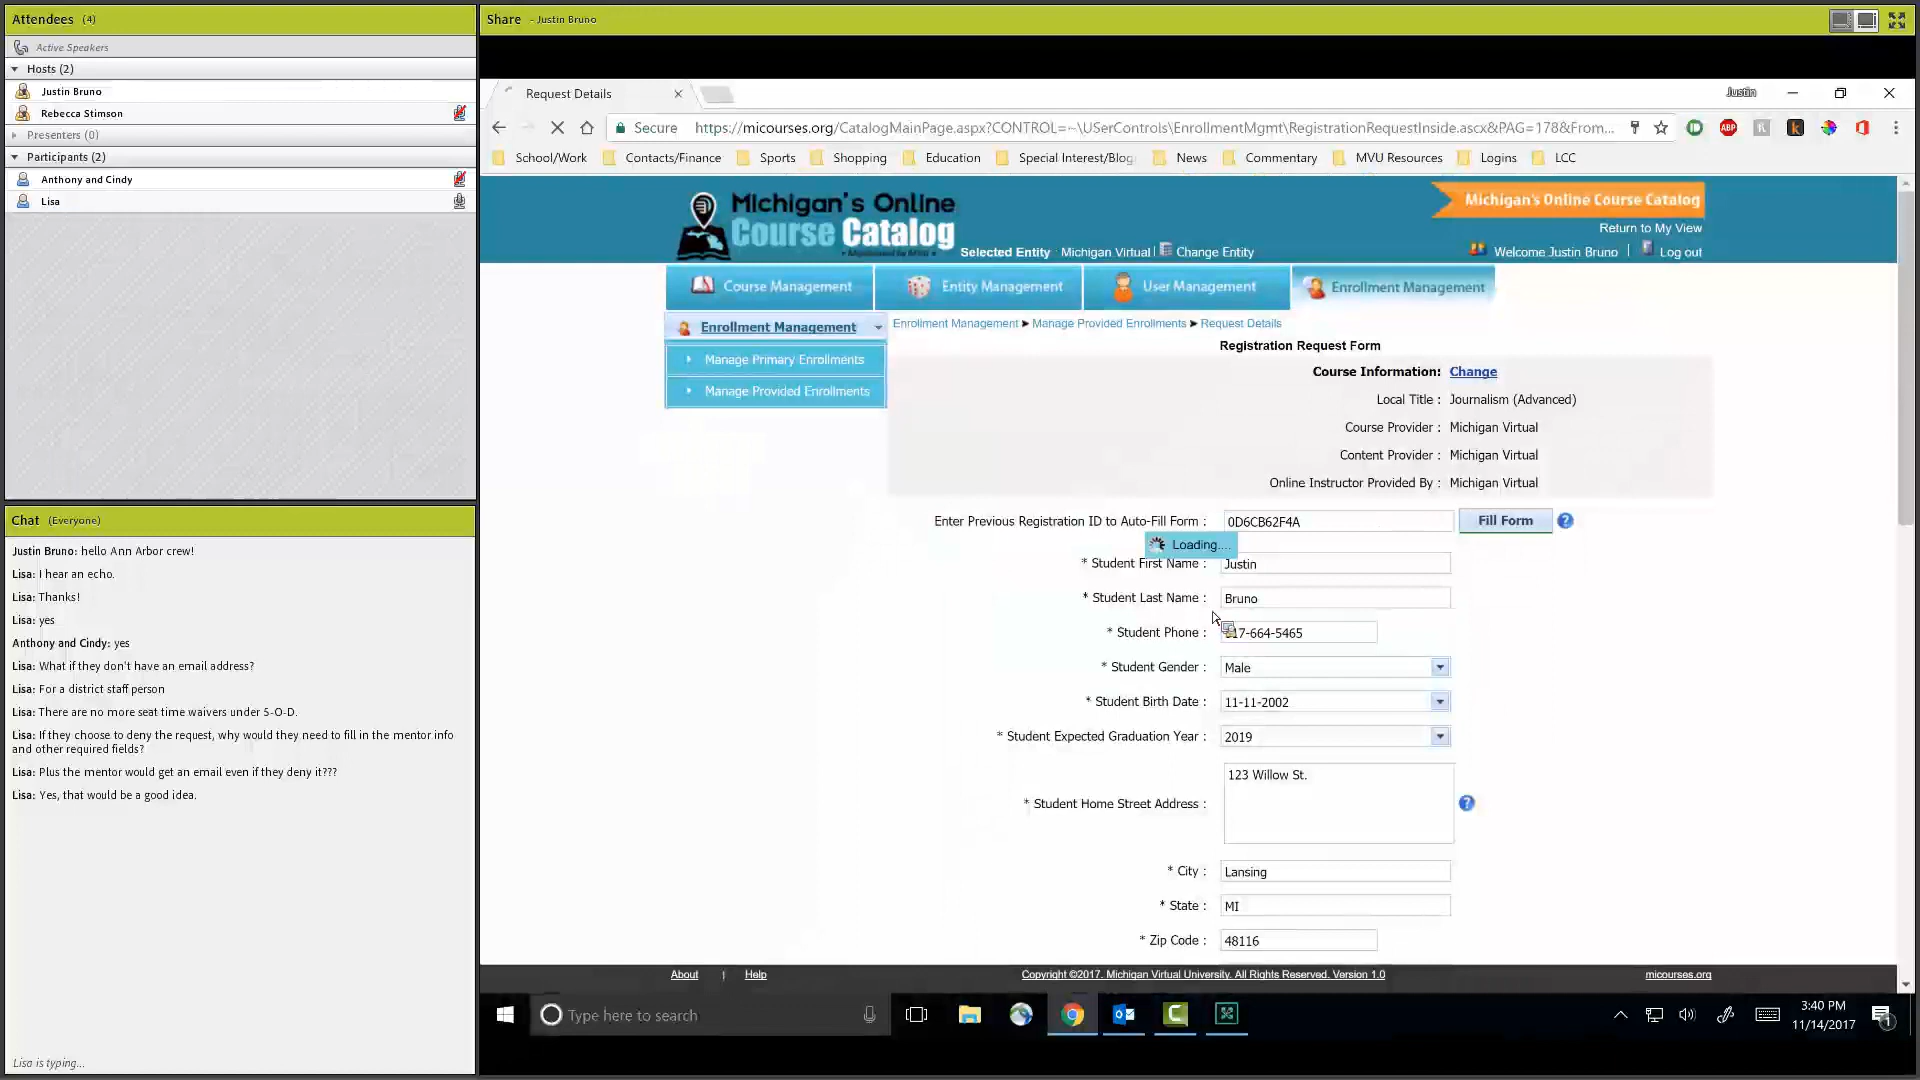 Attendees (4)
Active Speakers
Hosts (2)
Justin Bruno
Rebecca Stimson
Presenters (0)
Participants (2)
Anthony and Cindy
Lisa
Chat (Everyone)
Justin Bruno: hello Ann Arbor crew!
Lisa: I hear an echo.
Lisa: Thanks!
Lisa: yes
Anthony and Cindy: yes
Lisa: What if they don't have an email address?
Lisa: For a district staff person
Lisa: There are no more seat time waivers under 5-O-D.
Lisa: If they choose to deny the request, why would they need to fill in the mentor info
and other required fields?
Lisa: Plus the mentor would get an email even if they deny it???
Lisa: Yes, that would be a good idea.
Lisa is typing...
Share - Justin Bruno
Request Details
Justin
Secure https://micourses.org/CatalogMainPage.aspx?CONTROL=~\USerControls\EnrollmentMgmt\RegistrationRequestInside.ascx&PAG=178&From...
School/Work Contacts/Finance Sports Shopping Education Special Interest/Blog News Commentary MVU Resources Logins LCC
Michigan's Online
Course Catalog
Michigan's Online Course Catalog
Return to My View
Selected Entity Michigan Virtual | Change Entity
Welcome Justin Bruno | Log out
Course Management Entity Management User Management Enrollment Management
Enrollment Management
Manage Primary Enrollments
Manage Provided Enrollments
Enrollment Management Manage Provided Enrollments Request Details
Registration Request Form
Course Information: Change
Local Title : Journalism (Advanced)
Course Provider : Michigan Virtual
Content Provider : Michigan Virtual
Online Instructor Provided By : Michigan Virtual
Enter Previous Registration ID to Auto-Fill Form : 0D6CB62F4A Fill Form
Loading....
* Student First Name : Justin
* Student Last Name : Bruno
* Student Phone : 17-664-5465
* Student Gender : Male
* Student Birth Date : 11-11-2002
* Student Expected Graduation Year : 2019
* Student Home Street Address : 123 Willow St.
* City : Lansing
* State : MI
* Zip Code : 48116
About | Help
Copyright ©2017. Michigan Virtual University. All Rights Reserved. Version 1.0
micourses.org
Type here to search
3:40 PM
11/14/2017
1